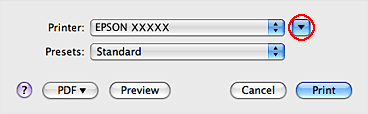 Printer: EPSON XXXXX
Presets: Standard
? PDF▼ Preview Cancel Print